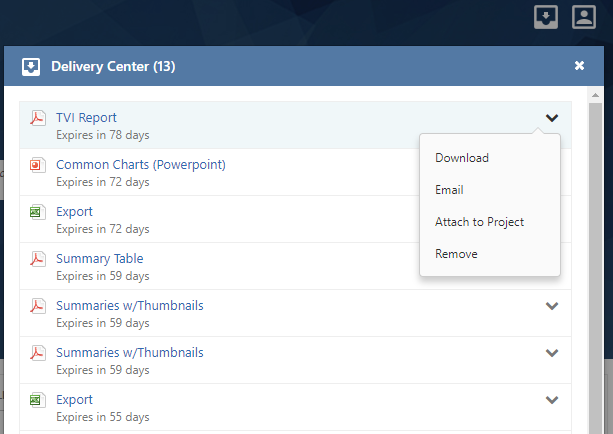 Delivery Center (13)
TVI Report
Expires in 78 days
Common Charts (Powerpoint)
Expires in 72 days
Export
Expires in 72 days
Summary Table
Expires in 59 days
Summaries w/Thumbnails
Expires in 59 days
Summaries w/Thumbnails
Expires in 59 days
Export
Expires in 55 days
Download
Email
Attach to Project
Remove